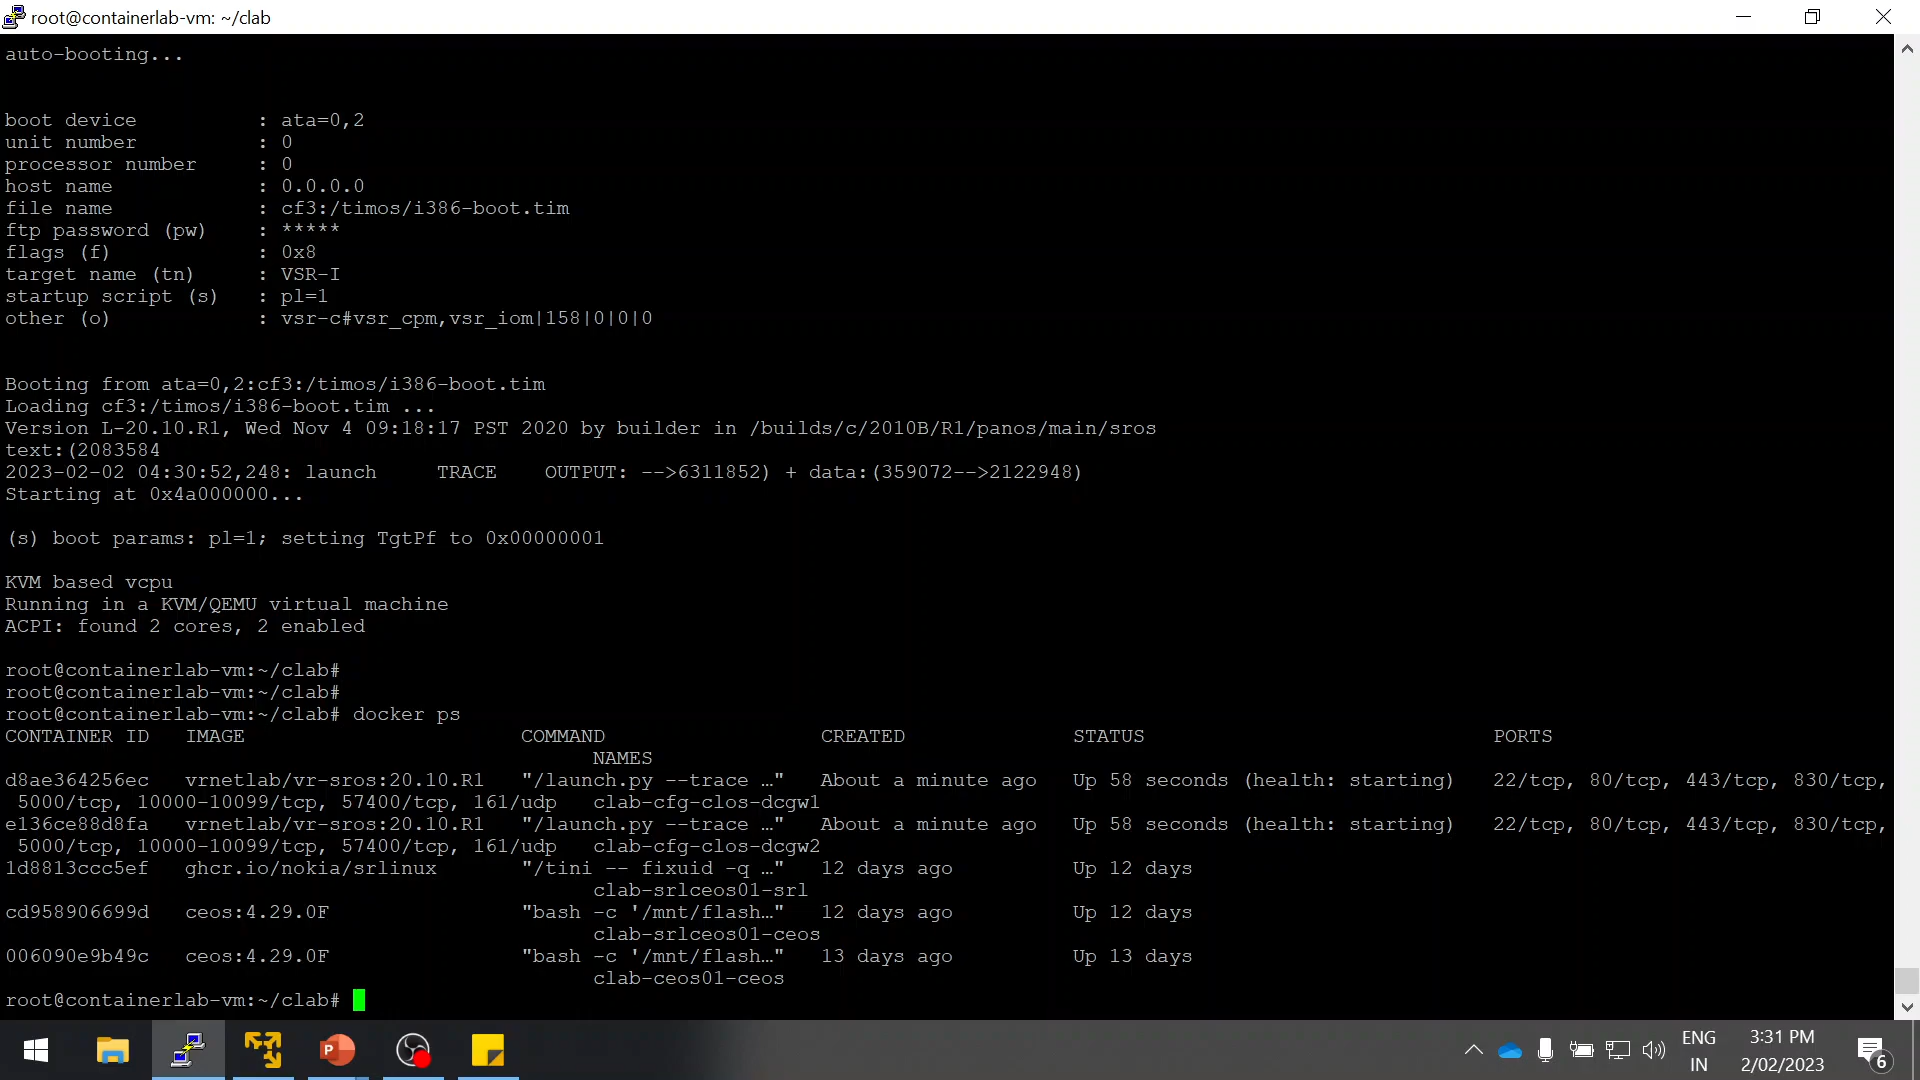 root@containerlab-vm: ~/clab
auto-booting...
boot device          : ata=0,2
unit number          : 0
processor number     : 0
host name            : 0.0.0.0
file name            : cf3:/timos/i386-boot.tim
ftp password (pw)    : *****
flags (f)            : 0x8
target name (tn)     : VSR-I
startup script (s)   : pl=1
other (o)            : vsr-c#vsr_cpm,vsr_iom|158|0|0|0
Booting from ata=0,2:cf3:/timos/i386-boot.tim
Loading cf3:/timos/i386-boot.tim ...
Version L-20.10.R1, Wed Nov 4 09:18:17 PST 2020 by builder in /builds/c/2010B/R1/panos/main/sros
text:(2083584
2023-02-02 04:30:52,248: launch     TRACE    OUTPUT: -->6311852) + data:(359072-->2122948)
Starting at 0x4a000000...
(s) boot params: pl=1; setting TgtPf to 0x00000001
KVM based vcpu
Running in a KVM/QEMU virtual machine
ACPI: found 2 cores, 2 enabled
root@containerlab-vm:~/clab#
root@containerlab-vm:~/clab#
root@containerlab-vm:~/clab# docker ps
CONTAINER ID   IMAGE                       COMMAND                  CREATED              STATUS                             PORTS
NAMES
d8ae364256ec   vrnetlab/vr-sros:20.10.R1   "/launch.py --trace …"   About a minute ago   Up 58 seconds (health: starting)   22/tcp, 80/tcp, 443/tcp, 830/tcp,
5000/tcp, 10000-10099/tcp, 57400/tcp, 161/udp   clab-cfg-clos-dcgw1
e136ce88d8fa   vrnetlab/vr-sros:20.10.R1   "/launch.py --trace …"   About a minute ago   Up 58 seconds (health: starting)   22/tcp, 80/tcp, 443/tcp, 830/tcp,
5000/tcp, 10000-10099/tcp, 57400/tcp, 161/udp   clab-cfg-clos-dcgw2
1d8813ccc5ef   ghcr.io/nokia/srlinux       "/tini -- fixuid -q …"   12 days ago          Up 12 days
clab-srlceos01-srl
cd958906699d   ceos:4.29.0F                "bash -c '/mnt/flash…"   12 days ago          Up 12 days
clab-srlceos01-ceos
006090e9b49c   ceos:4.29.0F                "bash -c '/mnt/flash…"   13 days ago          Up 13 days
clab-ceos01-ceos
root@containerlab-vm:~/clab#
P
ENG
IN
3:31 PM
2/02/2023
6